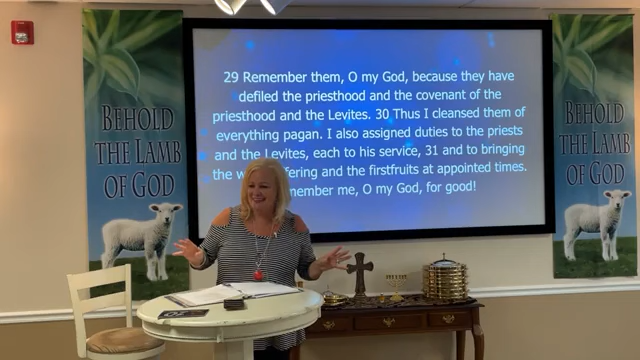 BEHOLD
THE LAMB
OF GOD
29 Remember them, O my God, because they have
defiled the priesthood and the covenant of the
priesthood and the Levites. 30 Thus I cleansed them of
everything pagan. I also assigned duties to the priests
and the Levites, each to his service, 31 and to bringing
the and the firstfruits at appointed times.
me, O my God, for good!
BEHOLD
THE LAMB
OF GOD